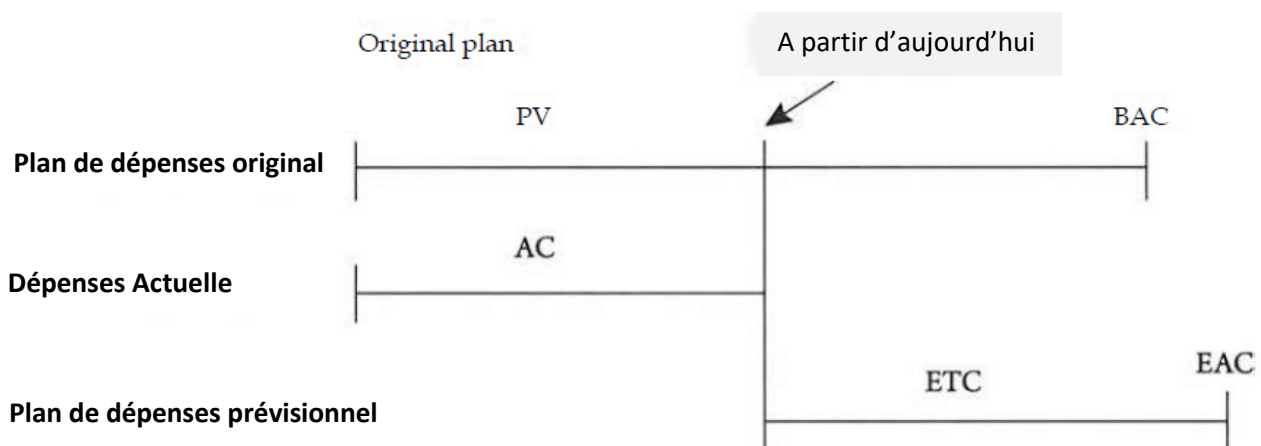 Original plan
A partir d’aujourd’hui
PV
BAC
Plan de dépenses original
AC
Dépenses Actuelle
ETC
EAC
Plan de dépenses prévisionnel